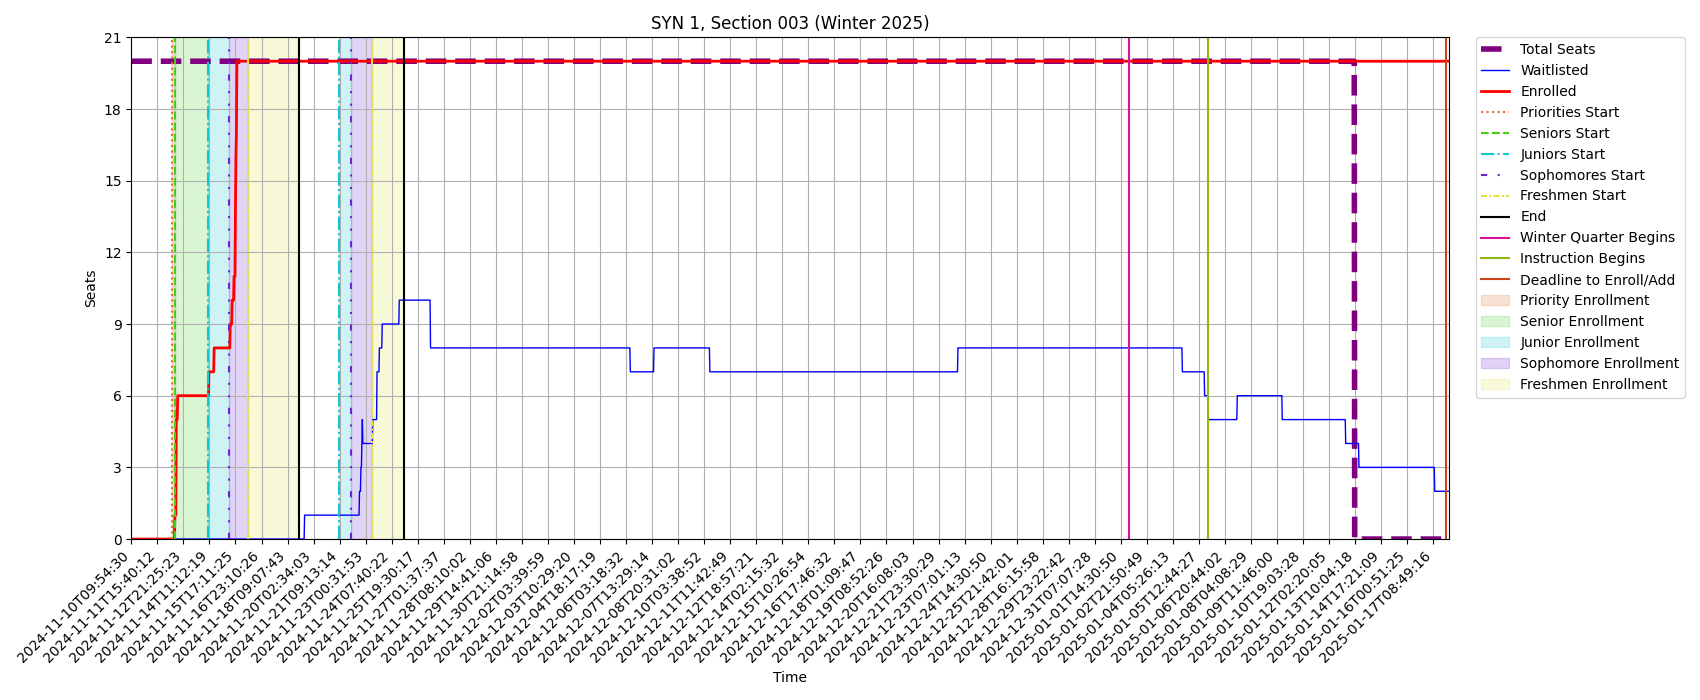 SYN 1, Section 003 (Winter 2025)
Seats
21
18
15
12
9
6
3
0
2024-11-10T09:54:30
2024-11-11T15:40:12
2024-11-12T21:25:23
2024-11-14T11:12:19
2024-11-15T17:11:25
2024-11-16T23:10:26
2024-11-18T09:07:43
2024-11-20T02:34:03
2024-11-21T09:13:14
2024-11-23T00:31:53
2024-11-24T07:40:22
2024-11-25T19:30:17
2024-11-27T01:37:37
2024-11-28T08:10:02
2024-11-29T14:41:06
2024-11-30T21:14:58
2024-12-02T03:39:59
2024-12-03T10:29:20
2024-12-04T18:17:19
2024-12-06T03:18:32
2024-12-07T13:29:14
2024-12-08T20:31:02
2024-12-10T03:38:52
2024-12-11T11:42:49
2024-12-12T18:57:21
2024-12-14T02:15:32
2024-12-15T10:26:54
2024-12-16T17:46:32
2024-12-18T01:09:47
2024-12-19T08:52:26
2024-12-20T16:08:03
2024-12-21T23:30:29
2024-12-23T07:01:13
2024-12-24T14:30:50
2024-12-25T21:42:01
2024-12-28T16:15:58
2024-12-29T23:22:42
2024-12-31T07:07:28
2025-01-01T14:30:50
2025-01-02T21:50:49
2025-01-04T05:26:13
2025-01-05T12:44:27
2025-01-06T20:44:02
2025-01-08T04:08:29
2025-01-09T11:46:00
2025-01-10T19:03:28
2025-01-12T02:20:05
2025-01-13T10:04:18
2025-01-14T17:21:09
2025-01-16T00:51:25
2025-01-17T08:49:16
Time
Total Seats
Waitlisted
Enrolled
Priorities Start
Seniors Start
Juniors Start
Sophomores Start
Freshmen Start
End
Winter Quarter Begins
Instruction Begins
Deadline to Enroll/Add
Priority Enrollment
Senior Enrollment
Junior Enrollment
Sophomore Enrollment
Freshmen Enrollment